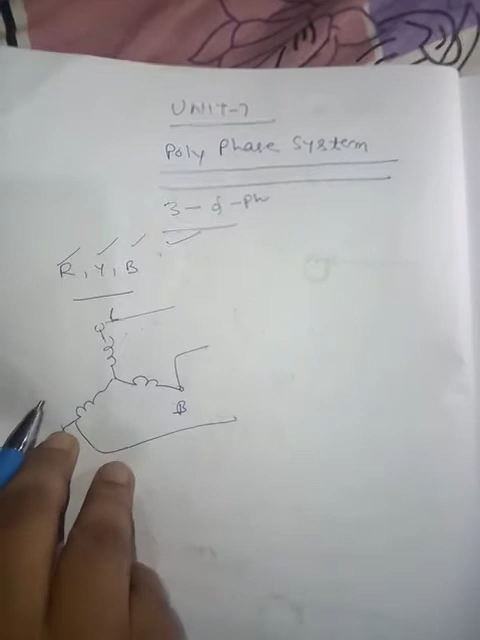 UNIT-7
Poly Phase System
3-ϕ-Ph
R, Y, B
B